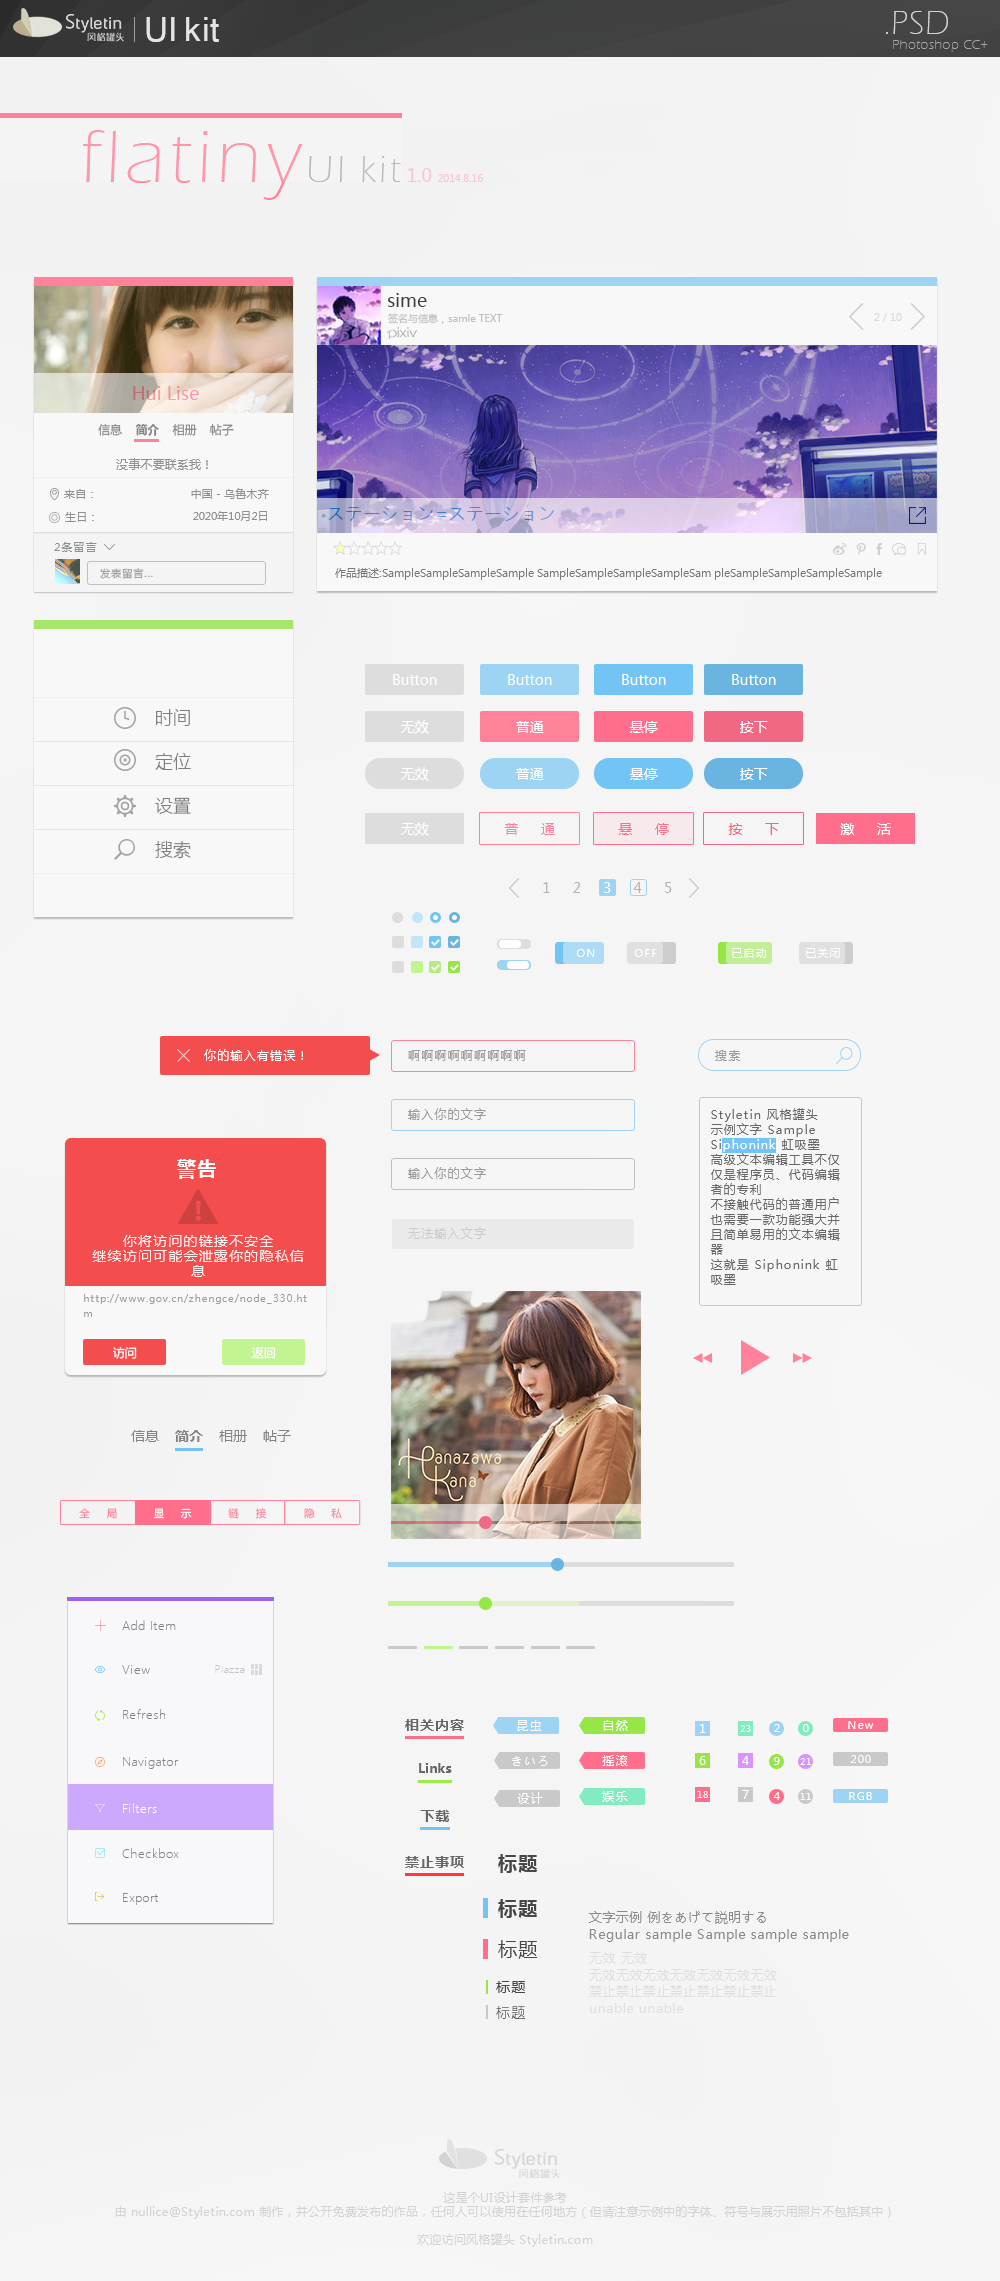 Styletin
风格罐头
UI kit
.PSD
Photoshop CC+
flatiny UI kit 1.0 2014.8.16
Hui Lise
信息 简介 相册 帖子
没事不要联系我！
来自： 中国 - 乌鲁木齐
生日： 2020年10月2日
2条留言
发表留言...
sime
签名与信息，samle TEXT
pixiv
2 / 10
ステーション=ステーション
作品描述:SampleSampleSampleSample SampleSampleSampleSampleSam pleSampleSampleSampleSample
时间
定位
设置
搜索
Button Button Button Button
无效 普通 悬停 按下
无效 普通 悬停 按下
无效 普 通 悬 停 按 下 激 活
1 2 3 4 5
ON OFF 已启动 已关闭
你的输入有错误！
啊啊啊啊啊啊啊啊啊
搜索
输入你的文字
输入你的文字
无法输入文字
Styletin 风格罐头
示例文字 Sample
Siphonink 虹吸墨
高级文本编辑工具不仅
仅是程序员、代码编辑
者的专利
不接触代码的普通用户
也需要一款功能强大并
且简单易用的文本编辑
器
这就是 Siphonink 虹
吸墨
警告
你将访问的链接不安全
继续访问可能会泄露你的隐私信
息
http://www.gov.cn/zhengce/node_330.ht
m
访问 返回
Hanazawa
Kana
信息 简介 相册 帖子
全 局 显 示 链 接 隐 私
Add Item
View Piazza
Refresh
Navigator
Filters
Checkbox
Export
相关内容
Links
下载
禁止事项
昆虫 自然
きいろ 摇滚
设计 娱乐
1 23 2 0 New
6 4 9 21 200
18 7 4 11 RGB
标题
标题
标题
标题
标题
文字示例 例をあげて説明する
Regular sample Sample sample sample
无效 无效
无效无效无效无效无效无效无效
禁止禁止禁止禁止禁止禁止禁止
unable unable
Styletin
风格罐头
这是个UI设计套件参考
由 nullice@Styletin.com 制作，并公开免费发布的作品，任何人可以使用在任何地方（但请注意示例中的字体、符号与展示用照片不包括其中）
欢迎访问风格罐头 Styletin.com